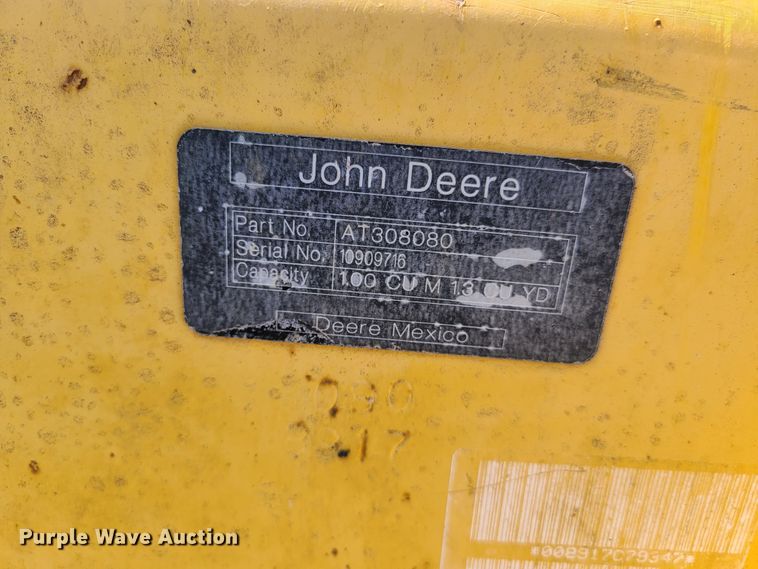 John Deere
Part No. AT308080
Serial No. 10909716
Capacity 1.00 CU M 1.3 CU YD
Deere Mexico
Purple Wave Auction